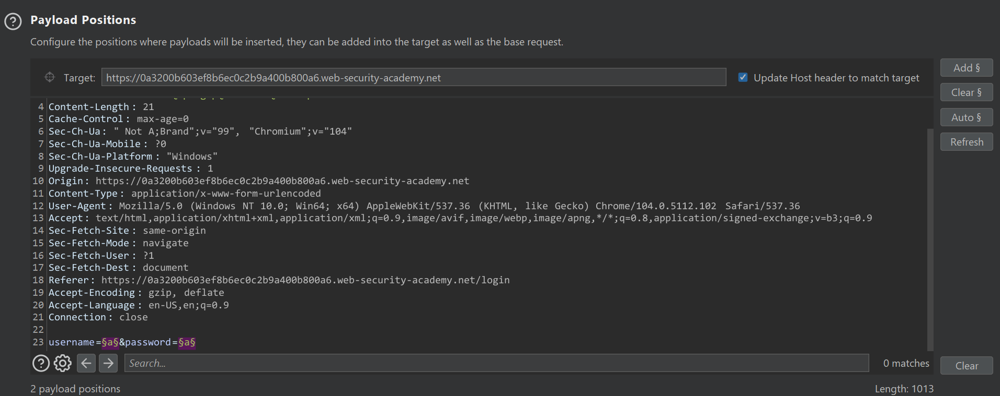 Payload Positions
Configure the positions where payloads will be inserted, they can be added into the target as well as the base request.
Target: https://0a3200b603ef8b6ec0c2b9a400b800a6.web-security-academy.net Update Host header to match target
Add §
Clear §
Auto §
Refresh
4 Content-Length: 21
5 Cache-Control: max-age=0
6 Sec-Ch-Ua: " Not A;Brand";v="99", "Chromium";v="104"
7 Sec-Ch-Ua-Mobile: ?0
8 Sec-Ch-Ua-Platform: "Windows"
9 Upgrade-Insecure-Requests: 1
10 Origin: https://0a3200b603ef8b6ec0c2b9a400b800a6.web-security-academy.net
11 Content-Type: application/x-www-form-urlencoded
12 User-Agent: Mozilla/5.0 (Windows NT 10.0; Win64; x64) AppleWebKit/537.36 (KHTML, like Gecko) Chrome/104.0.5112.102 Safari/537.36
13 Accept: text/html,application/xhtml+xml,application/xml;q=0.9,image/avif,image/webp,image/apng,*/*;q=0.8,application/signed-exchange;v=b3;q=0.9
14 Sec-Fetch-Site: same-origin
15 Sec-Fetch-Mode: navigate
16 Sec-Fetch-User: ?1
17 Sec-Fetch-Dest: document
18 Referer: https://0a3200b603ef8b6ec0c2b9a400b800a6.web-security-academy.net/login
19 Accept-Encoding: gzip, deflate
20 Accept-Language: en-US,en;q=0.9
21 Connection: close
22
23 username=§a§&password=§a§
Search... 0 matches Clear
2 payload positions Length: 1013